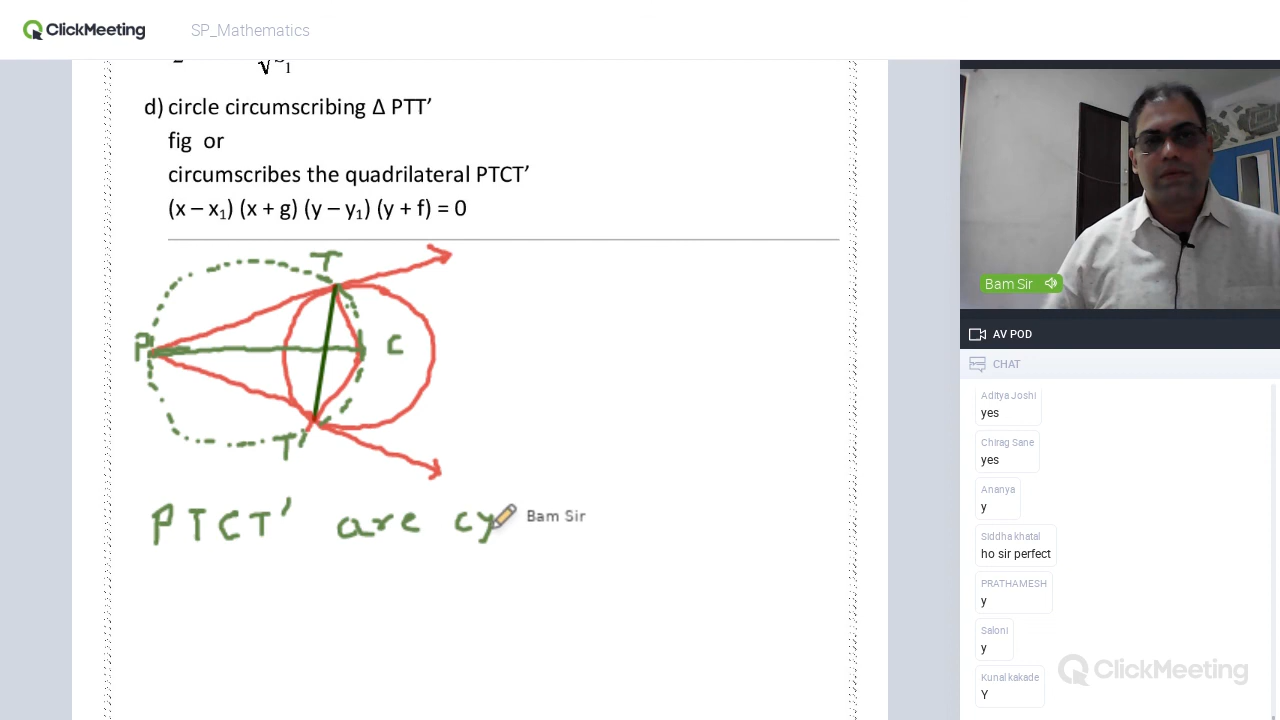 ClickMeeting
SP_Mathematics
d) circle circumscribing Δ PTT’
fig or
circumscribes the quadrilateral PTCT’
(x – x₁) (x + g) (y – y₁) (y + f) = 0
T
P
C
T'
PTCT' are cy
Bam Sir
Bam Sir
AV POD
CHAT
Aditya Joshi
yes
Chirag Sane
yes
Ananya
y
Siddha khatal
ho sir perfect
PRATHAMESH
y
Saloni
y
Kunal kakade
Y
ClickMeeting